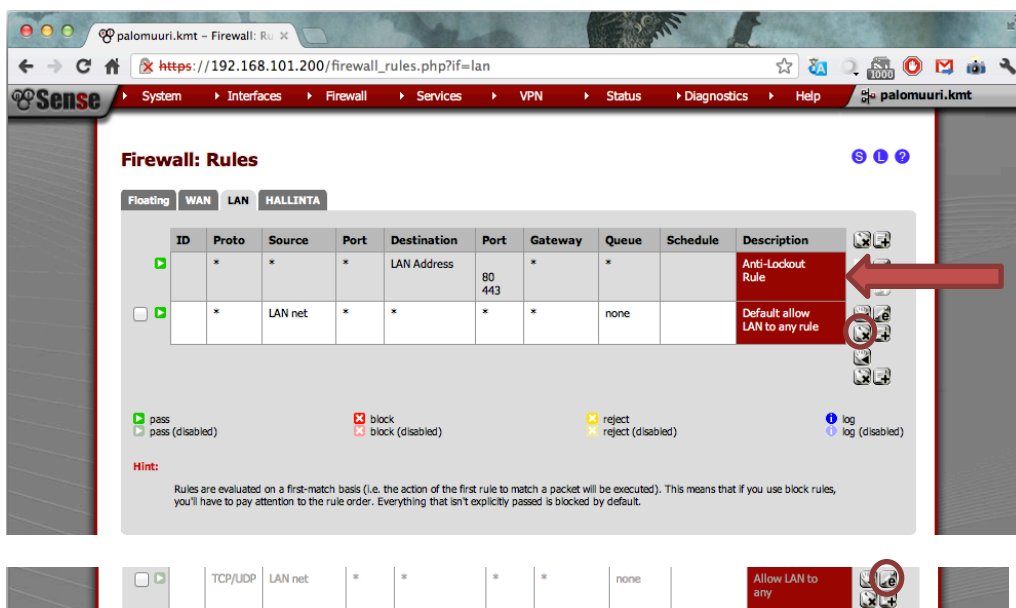 palomuuri.kmt – Firewall: Ru
https://192.168.101.200/firewall_rules.php?if=lan
1000
Sense System Interfaces Firewall Services VPN Status Diagnostics Help palomuuri.kmt
Firewall: Rules S L ?
Floating WAN LAN HALLINTA
ID Proto Source Port Destination Port Gateway Queue Schedule Description
* * * LAN Address 80 443 * * Anti-Lockout Rule
* LAN net * * * * none Default allow LAN to any rule
pass block reject log
pass (disabled) block (disabled) reject (disabled) log (disabled)
Hint:
Rules are evaluated on a first-match basis (i.e. the action of the first rule to match a packet will be executed). This means that if you use block rules,
you'll have to pay attention to the rule order. Everything that isn't explicitly passed is blocked by default.
TCP/UDP LAN net * * * * none Allow LAN to any